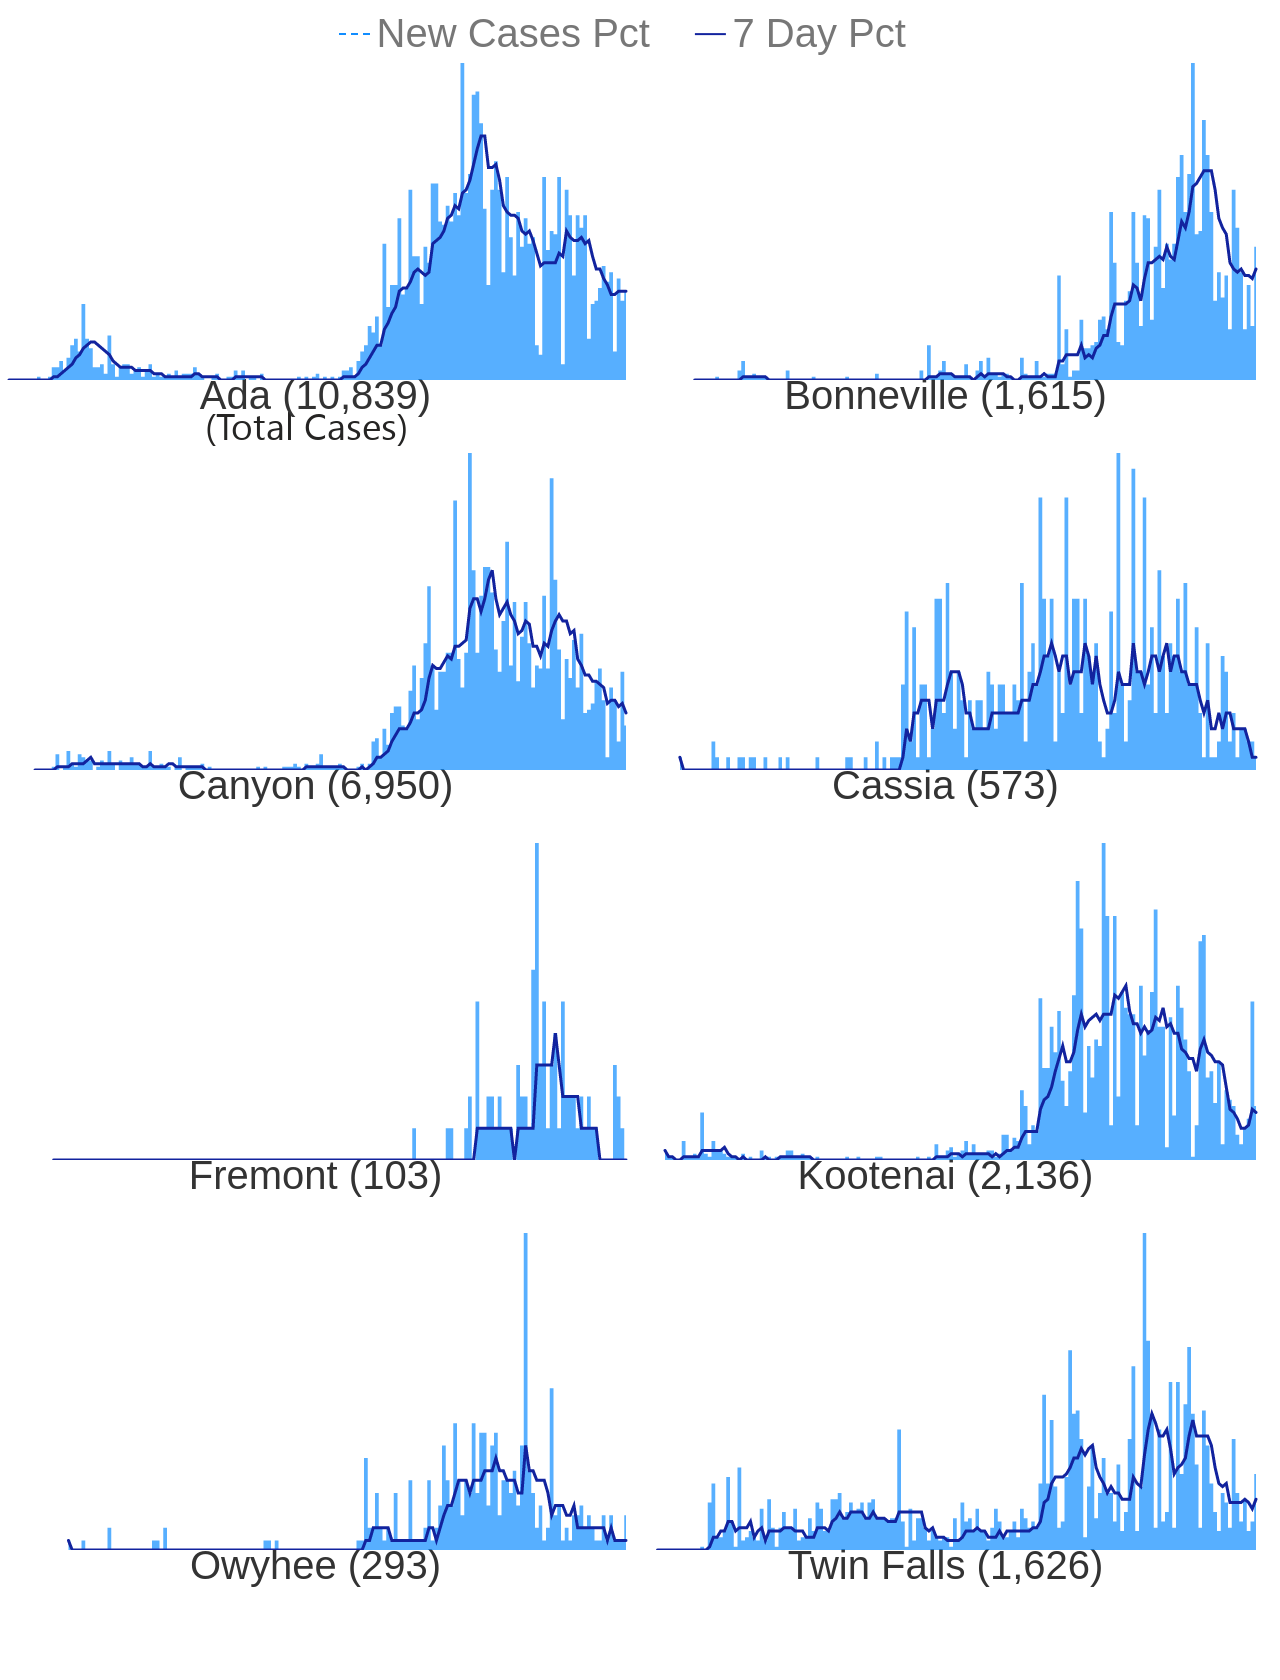 New Cases Pct 7 Day Pct
Ada (10,839) Bonneville (1,615)
(Total Cases)
Canyon (6,950) Cassia (573)
Fremont (103) Kootenai (2,136)
Owyhee (293) Twin Falls (1,626)